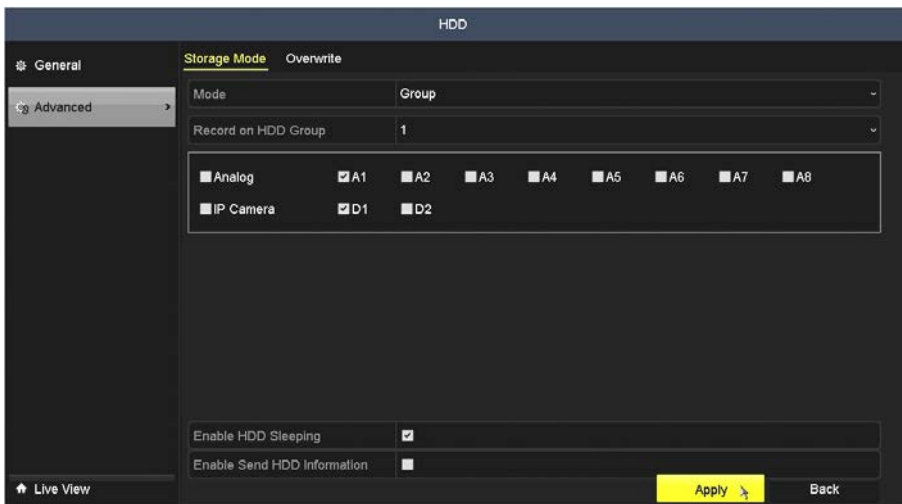 HDD
General
Advanced
Storage Mode Overwrite
Mode Group
Record on HDD Group 1
Analog A1 A2 A3 A4 A5 A6 A7 A8
IP Camera D1 D2
Enable HDD Sleeping
Enable Send HDD Information
Live View
Apply Back